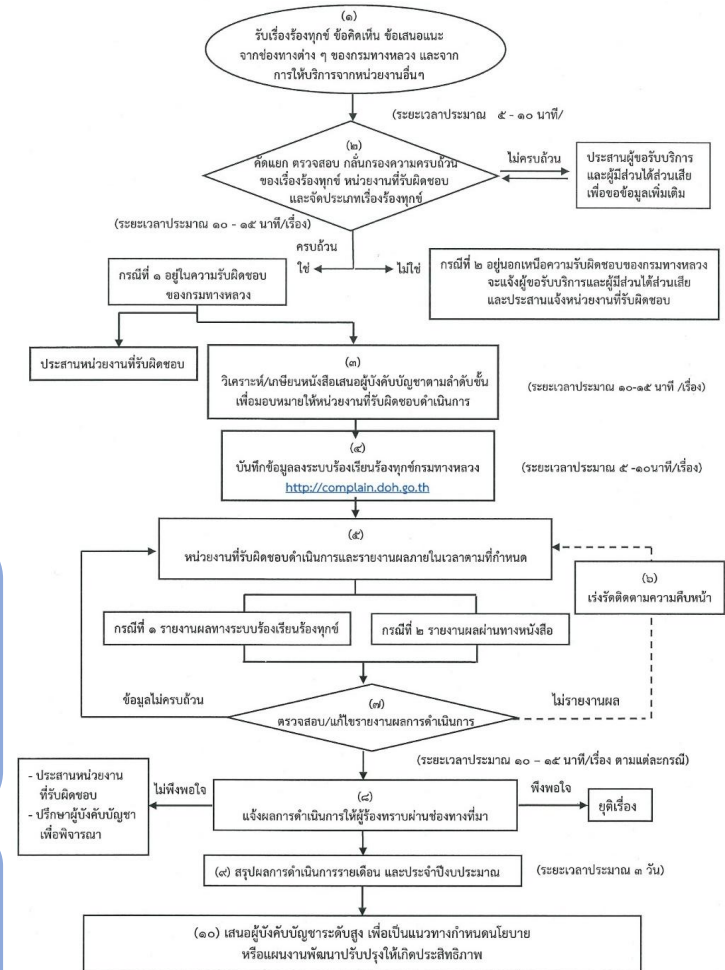 (๑)
รับเรื่องร้องทุกข์ ข้อคิดเห็น ข้อเสนอแนะ
จากช่องทางต่าง ๆ ของกรมทางหลวง และจาก
การให้บริการจากหน่วยงานอื่นๆ
(ระยะเวลาประมาณ ๕ - ๑๐ นาที/
(๒)
คัดแยก ตรวจสอบ กลั่นกรองความครบถ้วน
ของเรื่องร้องทุกข์ หน่วยงานที่รับผิดชอบ
และจัดประเภทเรื่องร้องทุกข์
ไม่ครบถ้วน
ประสานผู้ขอรับบริการ
และผู้มีส่วนได้ส่วนเสีย
เพื่อขอข้อมูลเพิ่มเติม
(ระยะเวลาประมาณ ๑๐ - ๑๕ นาที/เรื่อง)
ครบถ้วน
ใช่ ไม่ใช่
กรณีที่ ๑ อยู่ในความรับผิดชอบ
ของกรมทางหลวง
กรณีที่ ๒ อยู่นอกเหนือความรับผิดชอบของกรมทางหลวง
จะแจ้งผู้ขอรับบริการและผู้มีส่วนได้ส่วนเสีย
และประสานแจ้งหน่วยงานที่รับผิดชอบ
ประสานหน่วยงานที่รับผิดชอบ
(๓)
วิเคราะห์/เกษียนหนังสือเสนอผู้บังคับบัญชาตามลำดับชั้น
เพื่อมอบหมายให้หน่วยงานที่รับผิดชอบดำเนินการ
(ระยะเวลาประมาณ ๑๐-๑๕ นาที /เรื่อง)
(๔)
บันทึกข้อมูลลงระบบร้องเรียนร้องทุกข์กรมทางหลวง
http://complain.doh.go.th
(ระยะเวลาประมาณ ๕ -๑๐นาที/เรื่อง)
(๕)
หน่วยงานที่รับผิดชอบดำเนินการและรายงานผลภายในเวลาตามที่กำหนด
(๖)
เร่งรัดติดตามความคืบหน้า
กรณีที่ ๑ รายงานผลทางระบบร้องเรียนร้องทุกข์
กรณีที่ ๒ รายงานผลผ่านทางหนังสือ
ข้อมูลไม่ครบถ้วน
ไม่รายงานผล
(๗)
ตรวจสอบ/แก้ไขรายงานผลการดำเนินการ
(ระยะเวลาประมาณ ๑๐ – ๑๕ นาที/เรื่อง ตามแต่ละกรณี)
- ประสานหน่วยงาน
ที่รับผิดชอบ
- ปรึกษาผู้บังคับบัญชา
เพื่อพิจารณา
ไม่พึงพอใจ
(๘)
แจ้งผลการดำเนินการให้ผู้ร้องทราบผ่านช่องทางที่มา
พึงพอใจ
ยุติเรื่อง
(๙) สรุปผลการดำเนินการรายเดือน และประจำปีงบประมาณ
(ระยะเวลาประมาณ ๓ วัน)
(๑๐) เสนอผู้บังคับบัญชาระดับสูง เพื่อเป็นแนวทางกำหนดนโยบาย
หรือแผนงานพัฒนาปรับปรุงให้เกิดประสิทธิภาพ